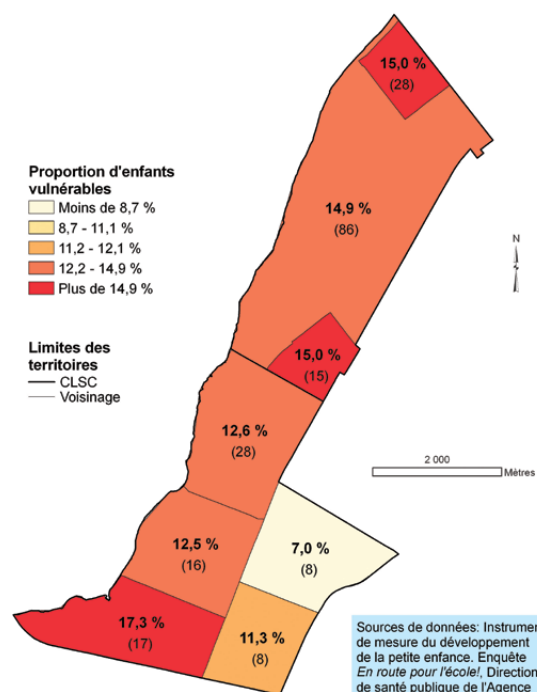 15,0 %
(28)
Proportion d'enfants
vulnérables
Moins de 8,7 %
8,7 - 11,1 %
11,2 - 12,1 %
12,2 - 14,9 %
Plus de 14,9 %
14,9 %
(86)
N
Limites des
territoires
CLSC
Voisinage
15,0 %
(15)
12,6 %
(28)
2 000
Mètres
12,5 %
(16)
7,0 %
(8)
17,3 %
(17)
11,3 %
(8)
Sources de données: Instrumen
de mesure du développement
de la petite enfance. Enquête
En route pour l'école!, Direction
de santé publique de l'Agence